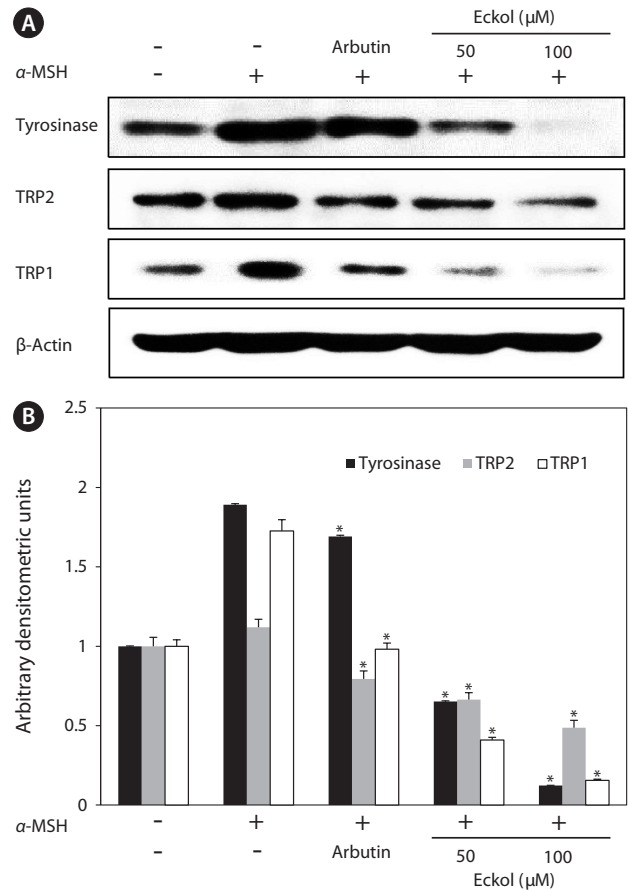 A
Eckol (μM)
- - Arbutin 50 100
α-MSH - + + + +
Tyrosinase
TRP2
TRP1
β-Actin
B
Arbitrary densitometric units
2.5
2
1.5
1
0.5
0
Tyrosinase TRP2 TRP1
* * *
* * *
* * *
α-MSH - + + + +
- - Arbutin 50 100
Eckol (μM)